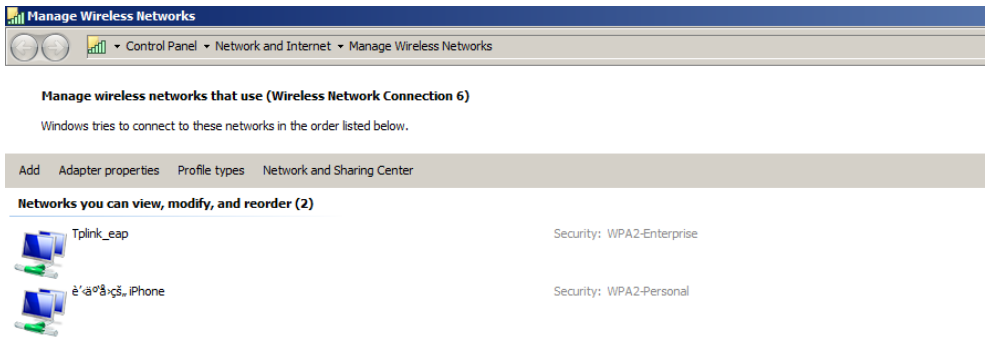 Manage Wireless Networks
Control Panel Network and Internet Manage Wireless Networks
Manage wireless networks that use (Wireless Network Connection 6)
Windows tries to connect to these networks in the order listed below.
Add Adapter properties Profile types Network and Sharing Center
Networks you can view, modify, and reorder (2)
Tplink_eap Security: WPA2-Enterprise
iPhone Security: WPA2-Personal